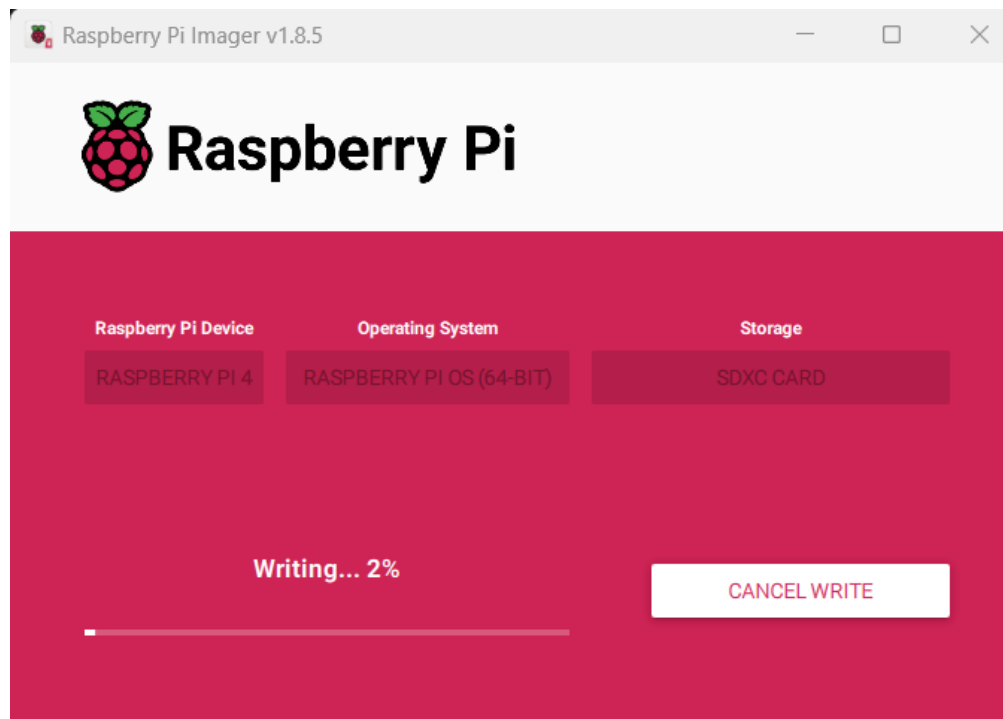 Raspberry Pi Imager v1.8.5
Raspberry Pi
Raspberry Pi Device
Operating System
Storage
RASPBERRY PI 4
RASPBERRY PI OS (64-BIT)
SDXC CARD
Writing... 2%
CANCEL WRITE